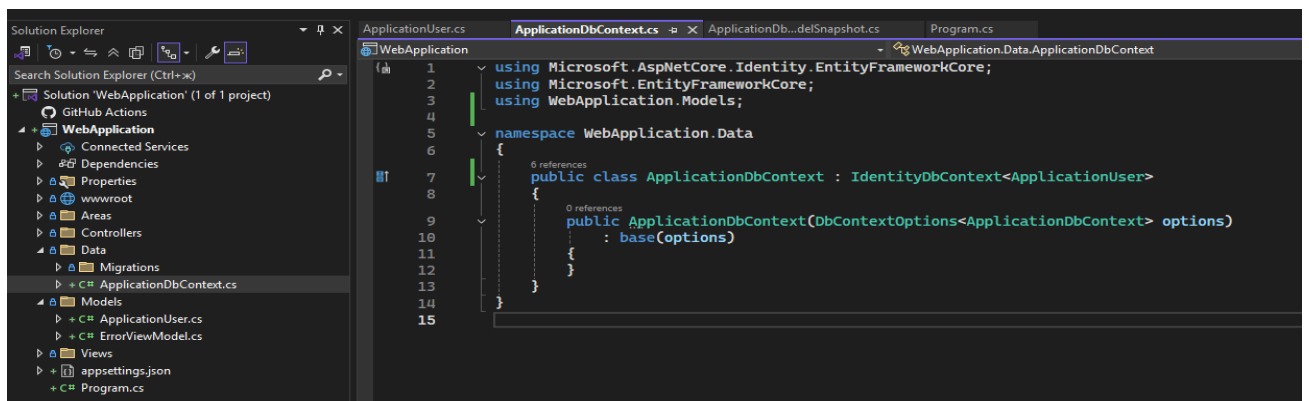 Solution Explorer
Search Solution Explorer (Ctrl+ж)
Solution 'WebApplication' (1 of 1 project)
GitHub Actions
WebApplication
Connected Services
Dependencies
Properties
wwwroot
Areas
Controllers
Data
Migrations
C# ApplicationDbContext.cs
Models
C# ApplicationUser.cs
C# ErrorViewModel.cs
Views
appsettings.json
C# Program.cs
ApplicationUser.cs ApplicationDbContext.cs ApplicationDb...delSnapshot.cs Program.cs
WebApplication WebApplication.Data.ApplicationDbContext
1 using Microsoft.AspNetCore.Identity.EntityFrameworkCore;
2 using Microsoft.EntityFrameworkCore;
3 using WebApplication.Models;
4
5 namespace WebApplication.Data
6 {
6 references
7 public class ApplicationDbContext : IdentityDbContext<ApplicationUser>
8 {
0 references
9 public ApplicationDbContext(DbContextOptions<ApplicationDbContext> options)
10 : base(options)
11 {
12 }
13 }
14 }
15